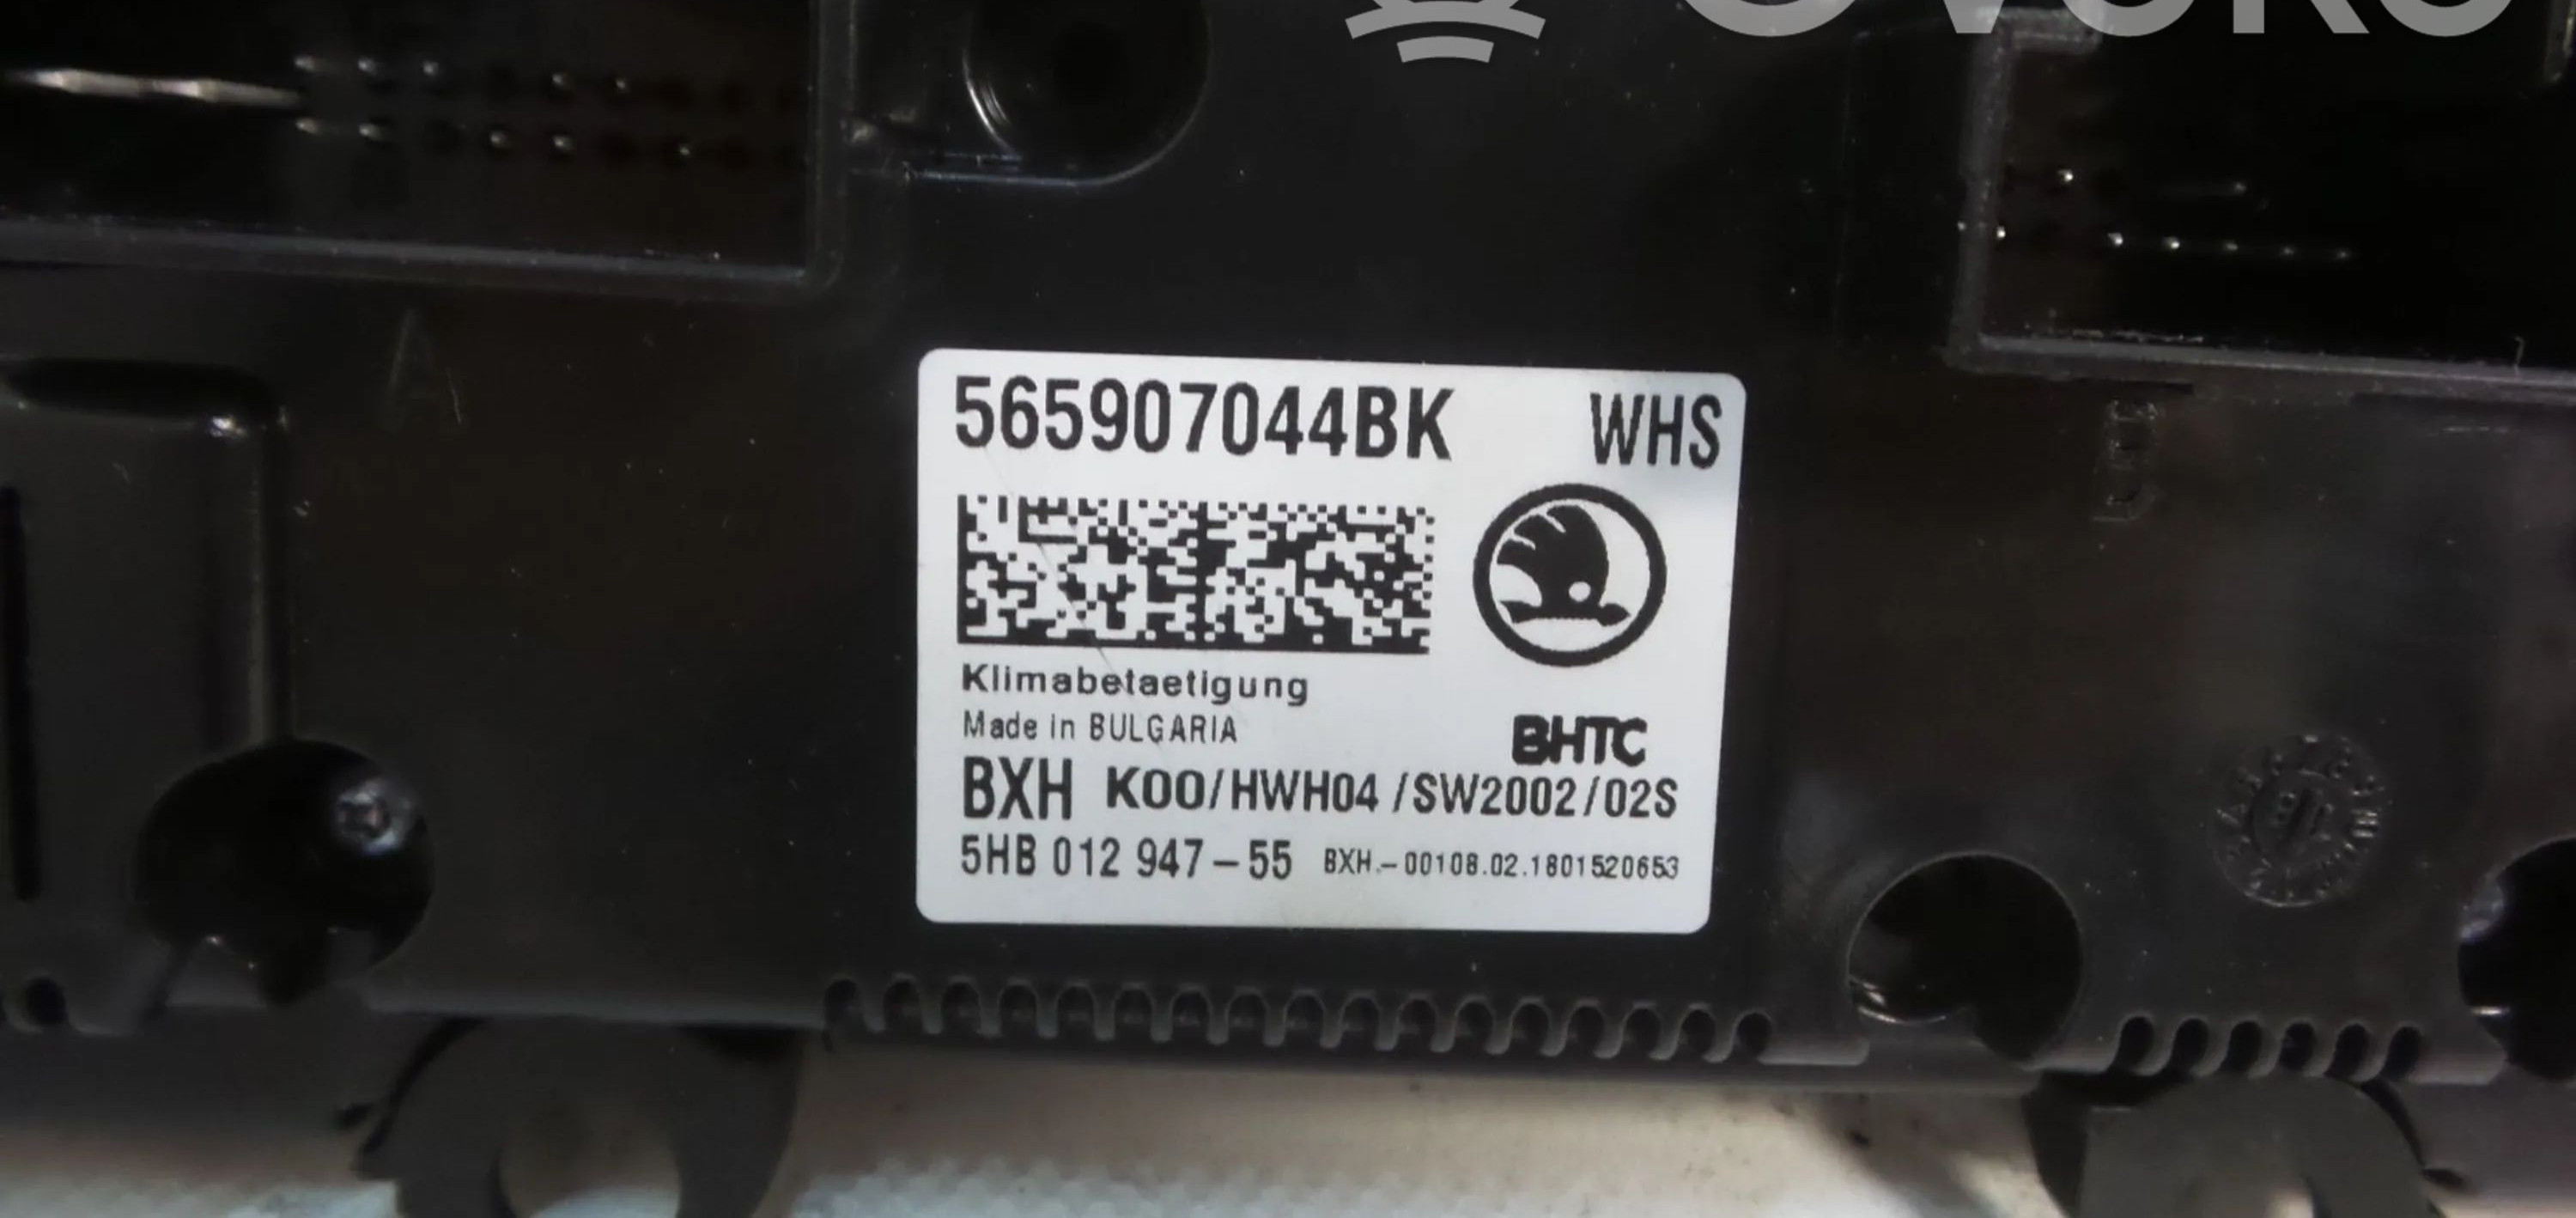 565907044BK WHS
Klimabetaetigung
Made in BULGARIA
BHTC
BXH K00/HWH04 /SW2002/02S
5HB 012 947-55 BXH.-00108.02.1801520653
A